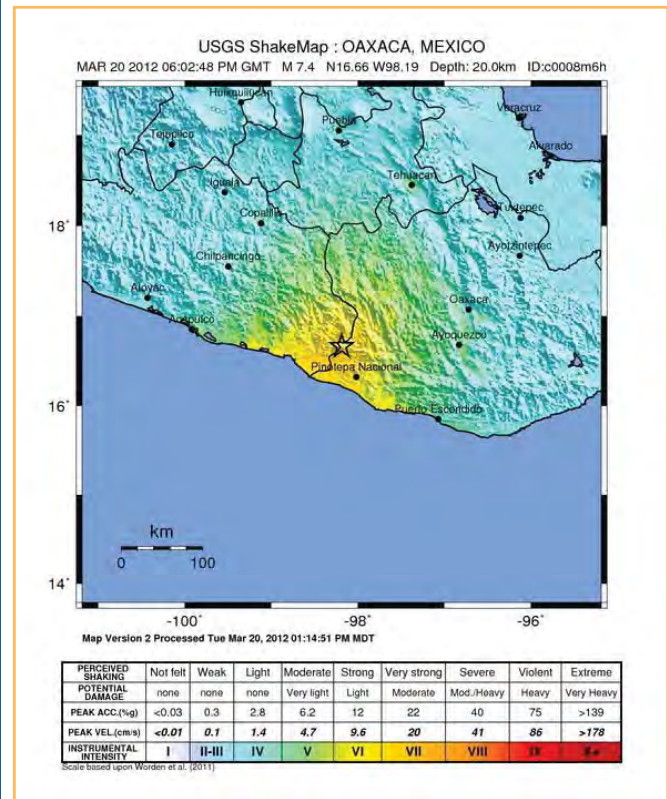 USGS ShakeMap : OAXACA, MEXICO
MAR 20 2012 06:02:48 PM GMT M 7.4 N16.66 W98.19 Depth: 20.0km ID:c0008m6h
Huixquilucan
Veracruz
Tejupilco
Puebla
Alvarado
Tehuacan
Iguala
Tuxtepec
18°
Copalillo
Ayotzintepec
Chilpancingo
Atoyac
Oaxaca
Acapulco
Ayoquezco
Pinotepa Nacional
16°
Puerto Escondido
km
0 100
14°
-100° -98° -96°
Map Version 2 Processed Tue Mar 20, 2012 01:14:51 PM MDT
PERCEIVED SHAKING Not felt Weak Light Moderate Strong Very strong Severe Violent Extreme
POTENTIAL DAMAGE none none none Very light Light Moderate Mod./Heavy Heavy Very Heavy
PEAK ACC.(%g) <0.03 0.3 2.8 6.2 12 22 40 75 >139
PEAK VEL.(cm/s) <0.01 0.1 1.4 4.7 9.6 20 41 86 >178
INSTRUMENTAL INTENSITY I II-III IV V VI VII VIII IX X+
Scale based upon Worden et al. (2011)